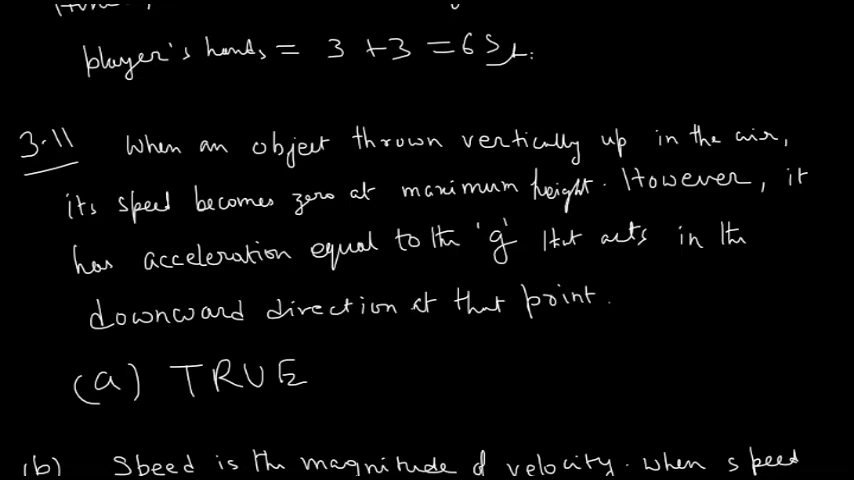 player's hands = 3 + 3 = 6 s.
3.11 When an object thrown vertically up in the air,
its speed becomes zero at maximum height. However, it
has acceleration equal to the 'g' that acts in the
downward direction at that point.
(a) TRUE
(b) Speed is the magnitude of velocity. when speed